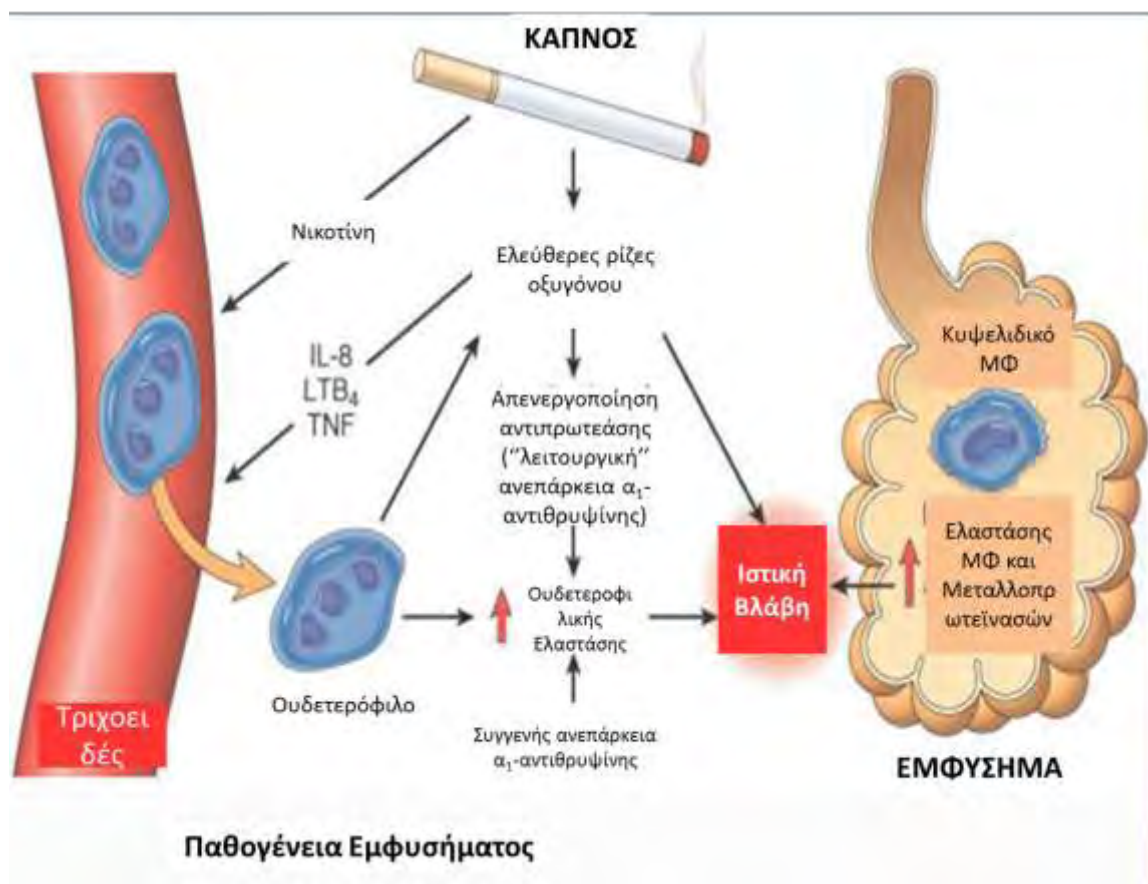 ΚΑΠΝΟΣ
Νικοτίνη
Ελεύθερες ρίζες
οξυγόνου
IL-8
LTB₄
TNF
Απενεργοποίηση
αντιπρωτεάσης
(‘’λειτουργική’’
ανεπάρκεια α₁-
αντιθρυψίνης)
Κυψελιδικό
ΜΦ
Ουδετεροφι
λικής
Ελαστάσης
Ιστική
Βλάβη
Ελαστάσης
ΜΦ και
Μεταλλοπρ
ωτεϊνασών
Ουδετερόφιλο
Τριχοει
δές
Συγγενής ανεπάρκεια
α₁-αντιθρυψίνης
ΕΜΦΥΣΗΜΑ
Παθογένεια Εμφυσήματος